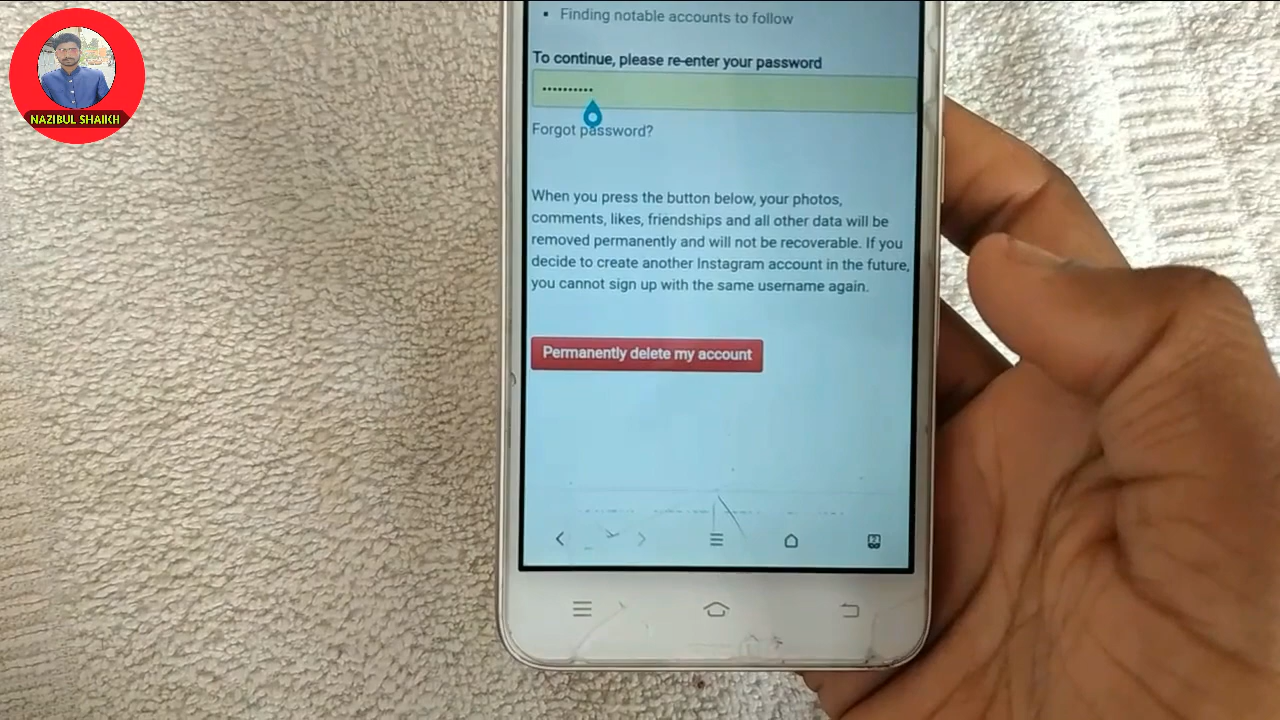 NAZIBUL SHAIKH
Finding notable accounts to follow
To continue, please re-enter your password
••••••••••
Forgot password?
When you press the button below, your photos,
comments, likes, friendships and all other data will be
removed permanently and will not be recoverable. If you
decide to create another Instagram account in the future,
you cannot sign up with the same username again.
Permanently delete my account